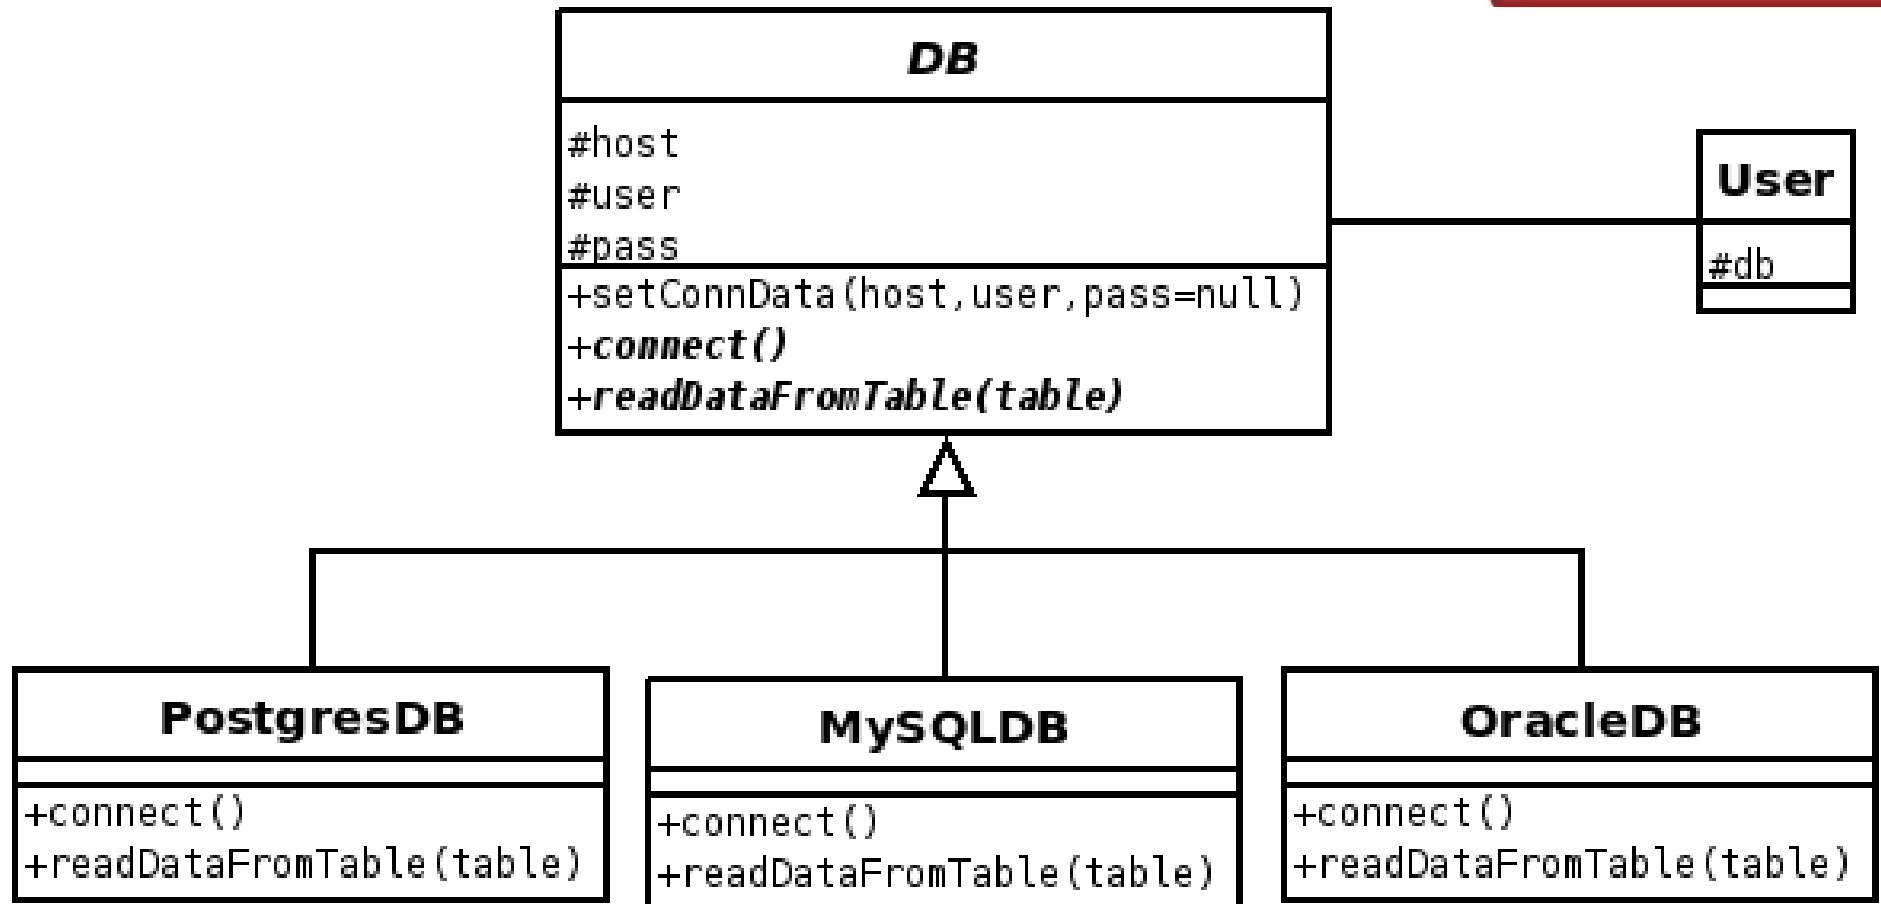 DB
#host
#user
#pass
+setConnData(host,user,pass=null)
+connect()
+readDataFromTable(table)
User
#db
PostgresDB
+connect()
+readDataFromTable(table)
MySQLDB
+connect()
+readDataFromTable(table)
OracleDB
+connect()
+readDataFromTable(table)